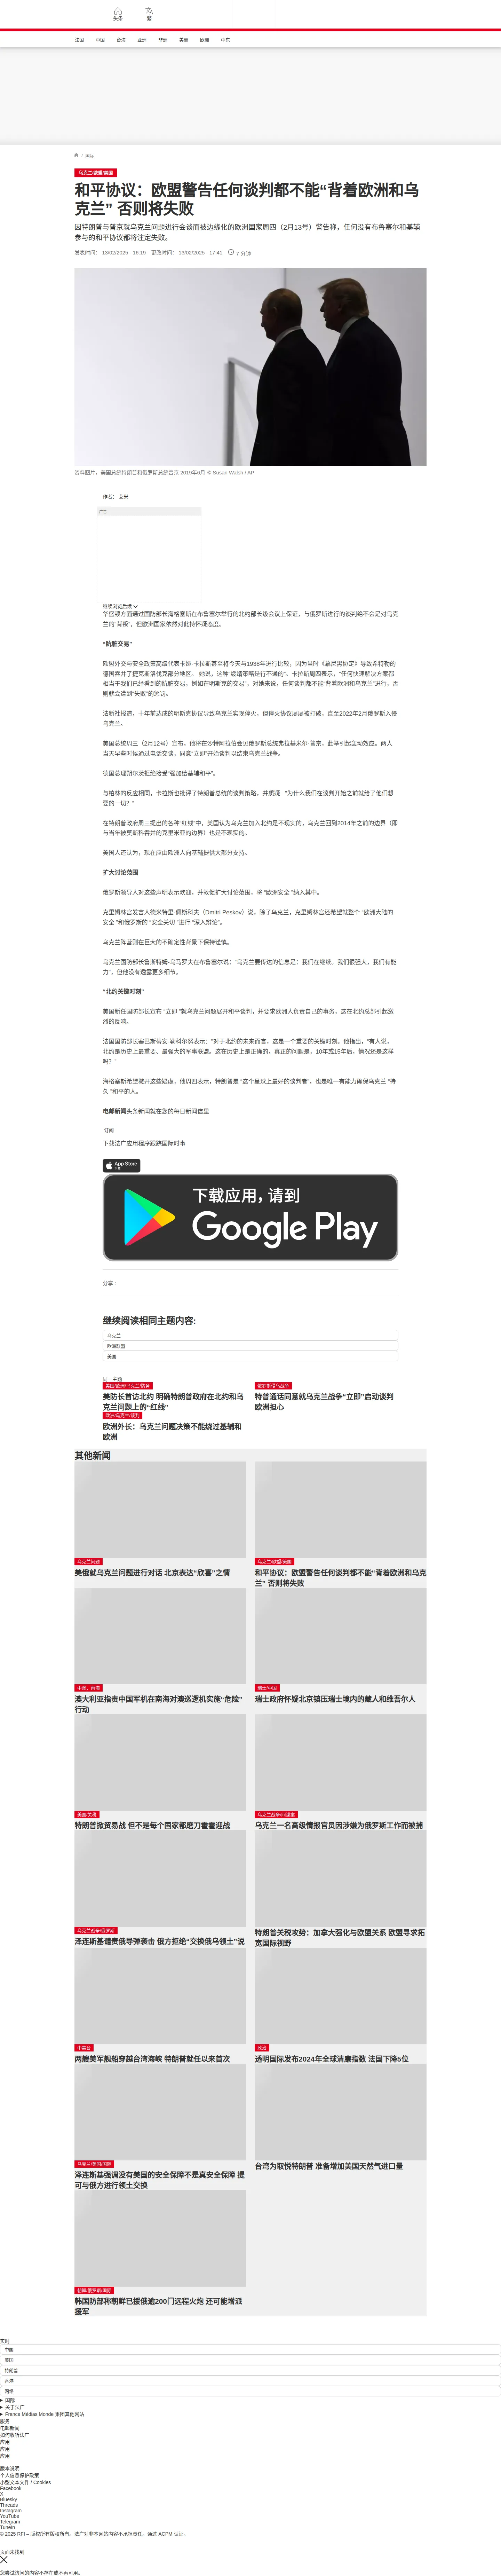 头条
繁
法国
中国
台海
亚洲
非洲
美洲
欧洲
中东
国际
乌克兰/欧盟/美国
和平协议：欧盟警告任何谈判都不能“背着欧洲和乌克兰” 否则将失败
因特朗普与普京就乌克兰问题进行会谈而被边缘化的欧洲国家周四（2月13号）警告称，任何没有布鲁塞尔和基辅参与的和平协议都将注定失败。
发表时间： 13/02/2025 - 16:19 更改时间： 13/02/2025 - 17:41 7 分钟
资料图片，美国总统特朗普和俄罗斯总统普京 2019年6月 © Susan Walsh / AP
作者： 艾米
广告
继续浏览后续
华盛顿方面通过国防部长海格塞斯在布鲁塞尔举行的北约部长级会议上保证，与俄罗斯进行的谈判绝不会是对乌克兰的“背叛”，但欧洲国家依然对此持怀疑态度。
“肮脏交易”
欧盟外交与安全政策高级代表卡娅·卡拉斯甚至将今天与1938年进行比较，因为当时《慕尼黑协定》导致希特勒的德国吞并了捷克斯洛伐克部分地区。 她说，这种“绥靖策略是行不通的”。卡拉斯周四表示，“任何快速解决方案都相当于我们已经看到的肮脏交易，例如在明斯克的交易”，对她来说，任何谈判都不能“背着欧洲和乌克兰”进行，否则就会遭到“失败”的惩罚。
法新社报道，十年前达成的明斯克协议导致乌克兰实现停火，但停火协议屡屡被打破，直至2022年2月俄罗斯入侵乌克兰。
美国总统周三（2月12号）宣布，他将在沙特阿拉伯会见俄罗斯总统弗拉基米尔·普京，此举引起轰动效应。两人当天早些时候通过电话交谈，同意“立即”开始谈判以结束乌克兰战争。
德国总理朔尔茨拒绝接受“强加给基辅和平”。
与柏林的反应相同，卡拉斯也批评了特朗普总统的谈判策略，并质疑 “为什么我们在谈判开始之前就给了他们想要的一切？”
在特朗普政府周三提出的各种“红线”中，美国认为乌克兰加入北约是不现实的，乌克兰回到2014年之前的边界（即与当年被莫斯科吞并的克里米亚的边界）也是不现实的。
美国人还认为，现在应由欧洲人向基辅提供大部分支持。
扩大讨论范围
俄罗斯领导人对这些声明表示欢迎，并敦促扩大讨论范围，将 “欧洲安全 ”纳入其中。
克里姆林宫发言人德米特里·佩斯科夫（Dmitri Peskov）说，除了乌克兰，克里姆林宫还希望就整个 “欧洲大陆的安全 ”和俄罗斯的 “安全关切 ”进行 “深入辩论”。
乌克兰阵营则在巨大的不确定性背景下保持谨慎。
乌克兰国防部长鲁斯特姆·乌马罗夫在布鲁塞尔说：“乌克兰要传达的信息是：我们在继续。我们很强大，我们有能力”，但他没有透露更多细节。
“北约关键时刻”
美国新任国防部长宣布 “立即 ”就乌克兰问题展开和平谈判，并要求欧洲人负责自己的事务，这在北约总部引起激烈的反响。
法国国防部长塞巴斯蒂安·勒科尔努表示：“对于北约的未来而言，这是一个重要的关键时刻。他指出，“有人说，北约是历史上最重要、最强大的军事联盟。这在历史上是正确的，真正的问题是，10年或15年后，情况还是这样吗？ ”
海格塞斯希望撇开这些疑虑，他周四表示，特朗普是 “这个星球上最好的谈判者”，也是唯一有能力确保乌克兰 “持久 ”和平的人。
电邮新闻头条新闻就在您的每日新闻信里
订阅
下载法广应用程序跟踪国际时事
App Store
下载
下载应用，请到
Google Play
分享 :
继续阅读相同主题内容:
乌克兰
欧洲联盟
美国
同一主题
美国/欧洲/乌克兰/防务
美防长首访北约 明确特朗普政府在北约和乌克兰问题上的“红线”
俄罗斯侵乌战争
特普通话同意就乌克兰战争“立即”启动谈判 欧洲担心
欧洲/乌克兰/谈判
欧洲外长：乌克兰问题决策不能绕过基辅和欧洲
其他新闻
乌克兰问题
美俄就乌克兰问题进行对话 北京表达“欣喜”之情
乌克兰/欧盟/美国
和平协议：欧盟警告任何谈判都不能“背着欧洲和乌克兰” 否则将失败
中澳、南海
澳大利亚指责中国军机在南海对澳巡逻机实施“危险”行动
瑞士/中国
瑞士政府怀疑北京镇压瑞士境内的藏人和维吾尔人
美国/关税
特朗普掀贸易战 但不是每个国家都磨刀霍霍迎战
乌克兰战争/间谍案
乌克兰一名高级情报官员因涉嫌为俄罗斯工作而被捕
乌克兰战争/俄罗斯
泽连斯基谴责俄导弹袭击 俄方拒绝“交换俄乌领土”说
特朗普关税攻势：加拿大强化与欧盟关系 欧盟寻求拓宽国际视野
中美台
两艘美军舰船穿越台湾海峡 特朗普就任以来首次
政治
透明国际发布2024年全球清廉指数 法国下降5位
乌克兰/美国/国际
泽连斯基强调没有美国的安全保障不是真安全保障 提可与俄方进行领土交换
台湾为取悦特朗普 准备增加美国天然气进口量
朝鲜/俄罗斯/国际
韩国防部称朝鲜已援俄逾200门远程火炮 还可能增派援军
实时
中国
美国
特朗普
香港
网络
国际
关于法广
France Médias Monde 集团其他网站
服务
电邮新闻
如何收听法广
应用
应用
应用
版本说明
个人信息保护政策
小型文本文件 / Cookies
Facebook
X
Bluesky
Threads
Instagram
YouTube
Telegram
TuneIn
© 2025 RFI – 版权所有版权所有。法广对非本网站内容不承担责任。通过 ACPM 认证。
页面未找到
您尝试访问的内容不存在或不再可用。